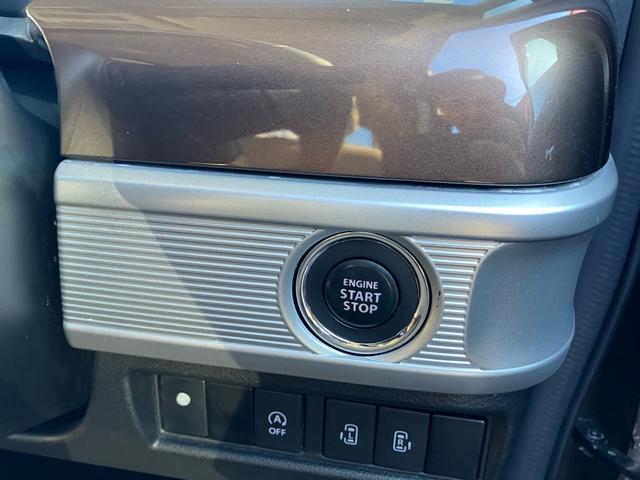 ENGINE
START
STOP
A
OFF
L
R